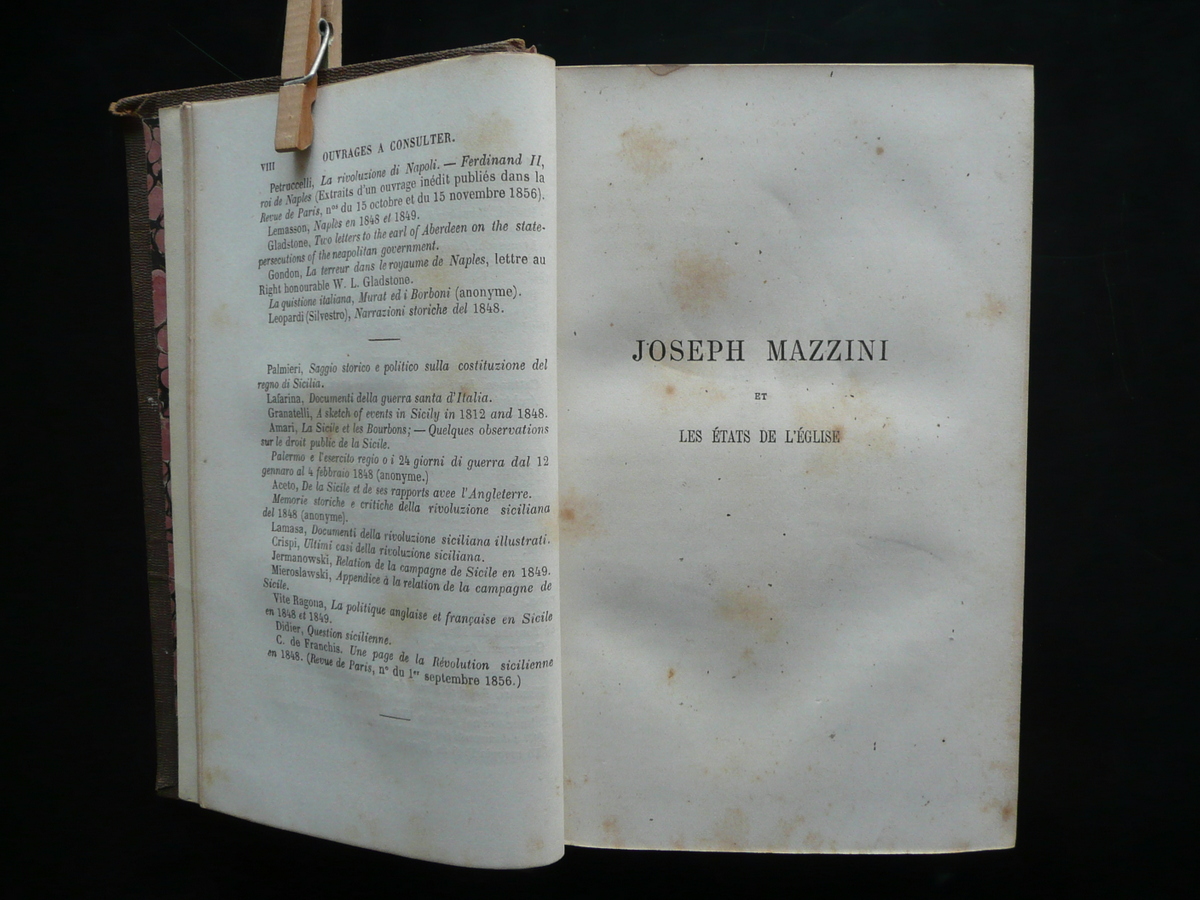 VIII OUVRAGES A CONSULTER.
Petruccelli, La rivoluzione di Napoli. — Ferdinand II,
roi de Naples (Extraits d'un ouvrage inédit publiés dans la
Revue de Paris, nos du 15 octobre et du 15 novembre 1856).
Lemasson, Naples en 1848 et 1849.
Gladstone, Two letters to the earl of Aberdeen on the state-
persecutions of the neapolitan government.
Gondon, La terreur dans le royaume de Naples, lettre au
Right honourable W. L. Gladstone.
La quistione italiana, Murat ed i Borboni (anonyme).
Leopardi (Silvestro), Narrazioni storiche del 1848.
Palmieri, Saggio storico e politico sulla costituzione del
regno di Sicilia.
Lafarina, Documenti della guerra santa d'Italia.
Granatelli, A sketch of events in Sicily in 1812 and 1848.
Amari, La Sicile et les Bourbons; — Quelques observations
sur le droit public de la Sicile.
Palermo e l'esercito regio o i 24 giorni di guerra dal 12
gennaro al 4 febbraio 1848 (anonyme.)
Aceto, De la Sicile et de ses rapports avec l'Angleterre.
Memorie storiche e critiche della rivoluzione siciliana
del 1848 (anonyme).
Lamasa, Documenti della rivoluzione siciliana illustrati.
Crispi, Ultimi casi della rivoluzione siciliana.
Jermanowski, Relation de la campagne de Sicile en 1849.
Mieroslawski, Appendice à la relation de la campagne de
Sicile.
Vito Ragona, La politique anglaise et française en Sicile
en 1848 et 1849.
Didier, Question sicilienne.
C. de Franchis. Une page de la Révolution sicilienne
en 1848. (Revue de Paris, n° du 1er septembre 1856.)
JOSEPH MAZZINI
ET
LES ÉTATS DE L'ÉGLISE